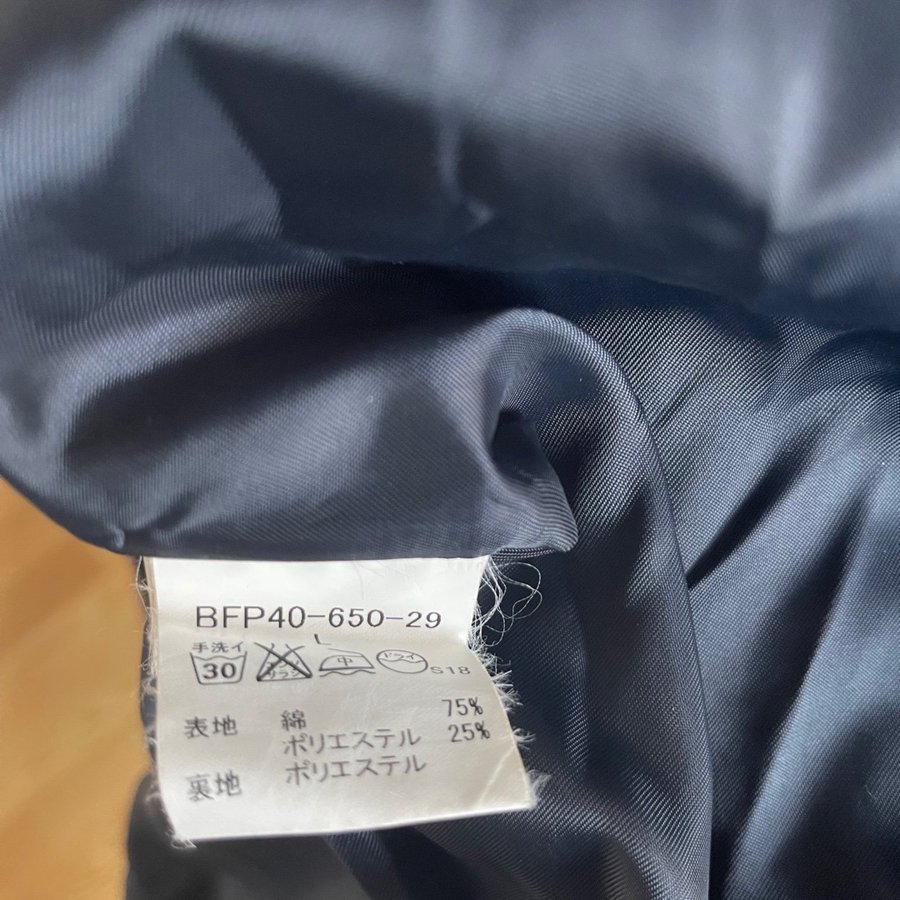 BFP40-650-29
手洗イ
30 中 ドライ S18
表地 綿 75%
ポリエステル 25%
裏地 ポリエステル